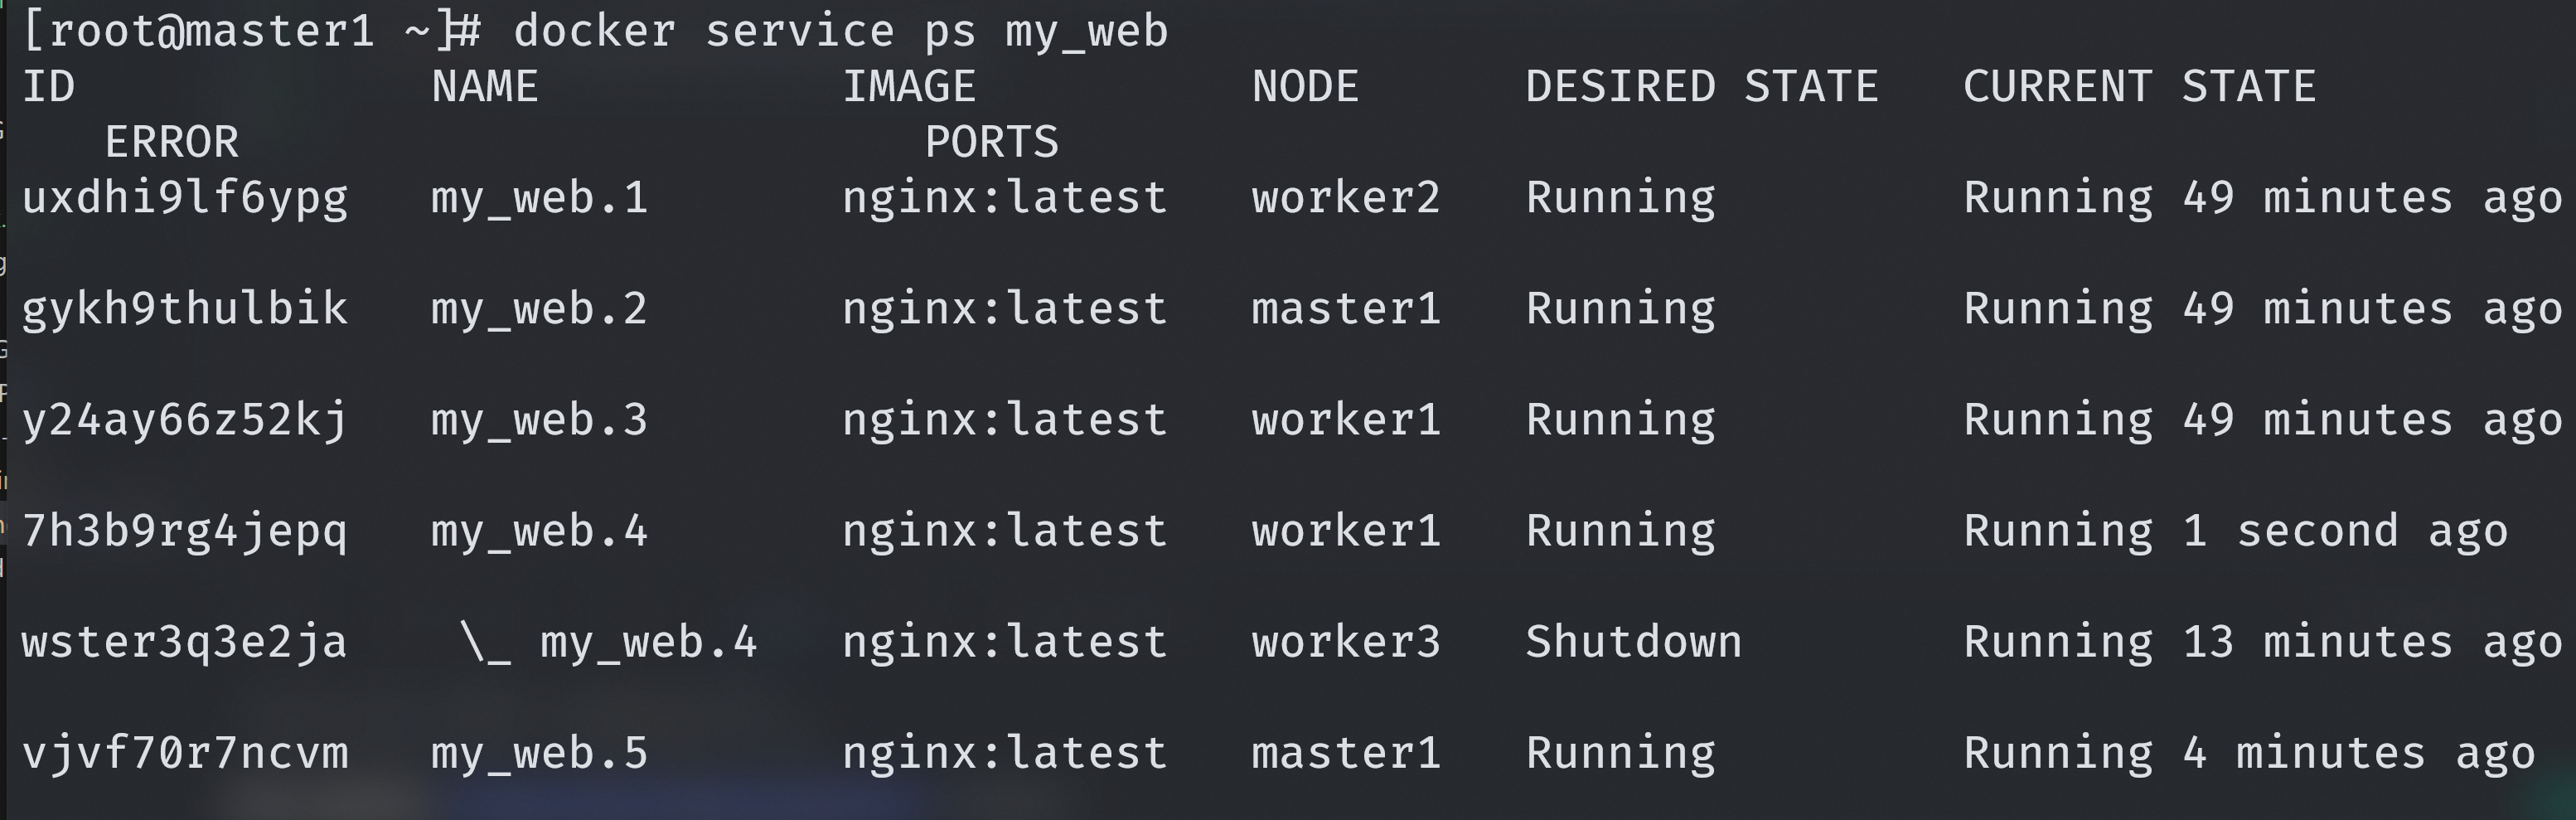 [root@master1 ~]# docker service ps my_web
ID             NAME           IMAGE          NODE      DESIRED STATE   CURRENT STATE
   ERROR                         PORTS
uxdhi9lf6ypg   my_web.1       nginx:latest   worker2   Running         Running 49 minutes ago
gykh9thulbik   my_web.2       nginx:latest   master1   Running         Running 49 minutes ago
y24ay66z52kj   my_web.3       nginx:latest   worker1   Running         Running 49 minutes ago
7h3b9rg4jepq   my_web.4       nginx:latest   worker1   Running         Running 1 second ago
wster3q3e2ja    \_ my_web.4   nginx:latest   worker3   Shutdown        Running 13 minutes ago
vjvf70r7ncvm   my_web.5       nginx:latest   master1   Running         Running 4 minutes ago